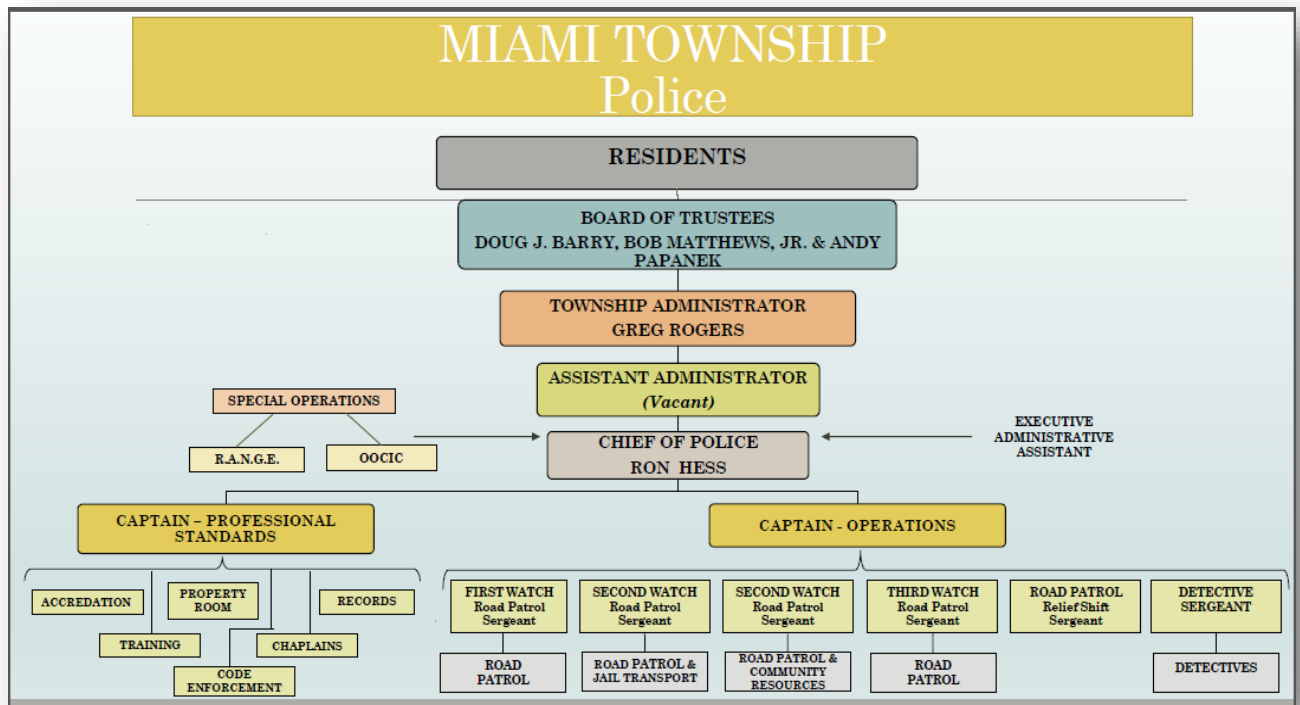 MIAMI TOWNSHIP
Police
RESIDENTS
BOARD OF TRUSTEES
DOUG J. BARRY, BOB MATTHEWS, JR. & ANDY
PAPANEK
TOWNSHIP ADMINISTRATOR
GREG ROGERS
ASSISTANT ADMINISTRATOR
(Vacant)
SPECIAL OPERATIONS
R.A.N.G.E.
OOCIC
CHIEF OF POLICE
RON HESS
EXECUTIVE
ADMINISTRATIVE
ASSISTANT
CAPTAIN – PROFESSIONAL
STANDARDS
CAPTAIN - OPERATIONS
ACCREDATION
PROPERTY
ROOM
RECORDS
TRAINING
CHAPLAINS
CODE
ENFORCEMENT
FIRST WATCH
Road Patrol
Sergeant
SECOND WATCH
Road Patrol
Sergeant
SECOND WATCH
Road Patrol
Sergeant
THIRD WATCH
Road Patrol
Sergeant
ROAD PATROL
Relief Shift
Sergeant
DETECTIVE
SERGEANT
ROAD
PATROL
ROAD PATROL &
JAIL TRANSPORT
ROAD PATROL &
COMMUNITY
RESOURCES
ROAD
PATROL
DETECTIVES